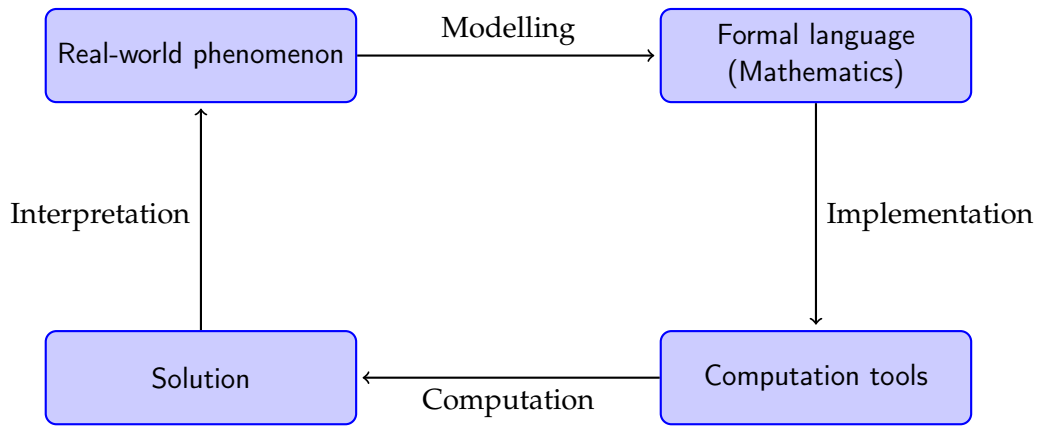 Real-world phenomenon
Modelling
Formal language
(Mathematics)
Interpretation
Implementation
Solution
Computation
Computation tools